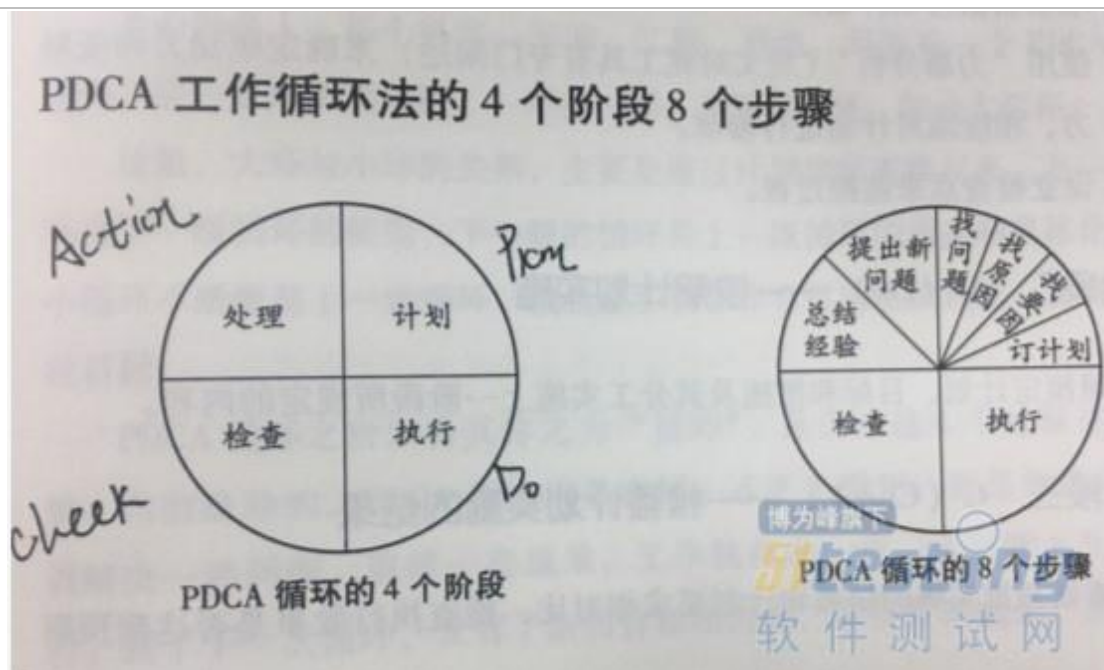 PDCA 工作循环法的 4 个阶段 8 个步骤
Action
Plan
处理
计划
检查
执行
Check
Do
PDCA 循环的 4 个阶段
提出新
问题
找问题
找原因
找要因
总结
经验
订计划
检查
执行
PDCA 循环的 8 个步骤
博为峰旗下
51testing
软件测试网